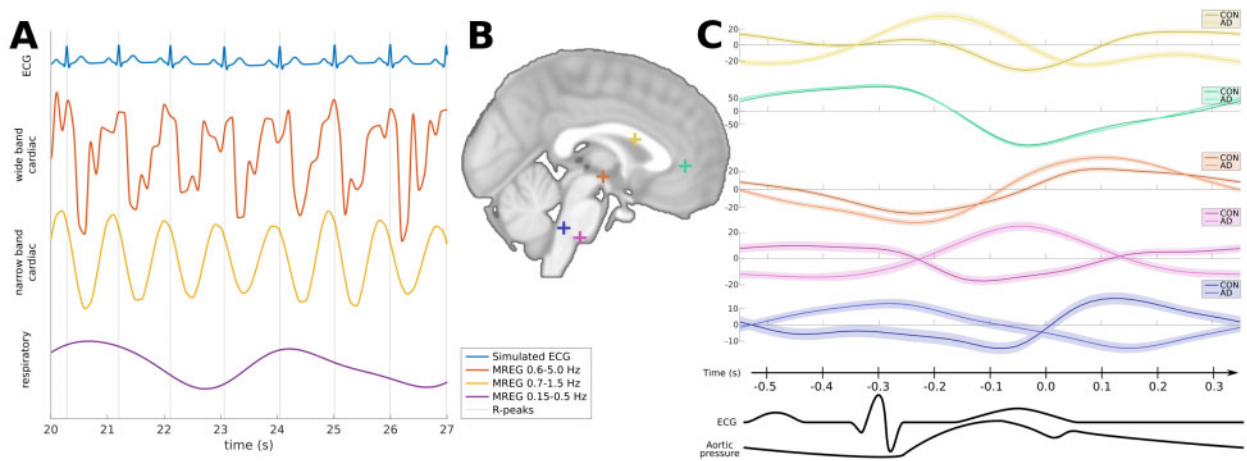 A
ECG
wide band
cardiac
narrow band
cardiac
respiratory
20 21 22 23 24 25 26 27
time (s)
B
Simulated ECG
MREG 0.6-5.0 Hz
MREG 0.7-1.5 Hz
MREG 0.15-0.5 Hz
R-peaks
C
20
0
-20
CON
AD
50
0
-50
CON
AD
20
0
-20
CON
AD
20
0
-20
CON
AD
10
0
-10
CON
AD
Time (s)
-0.5 -0.4 -0.3 -0.2 -0.1 0.0 0.1 0.2 0.3
ECG
Aortic
pressure